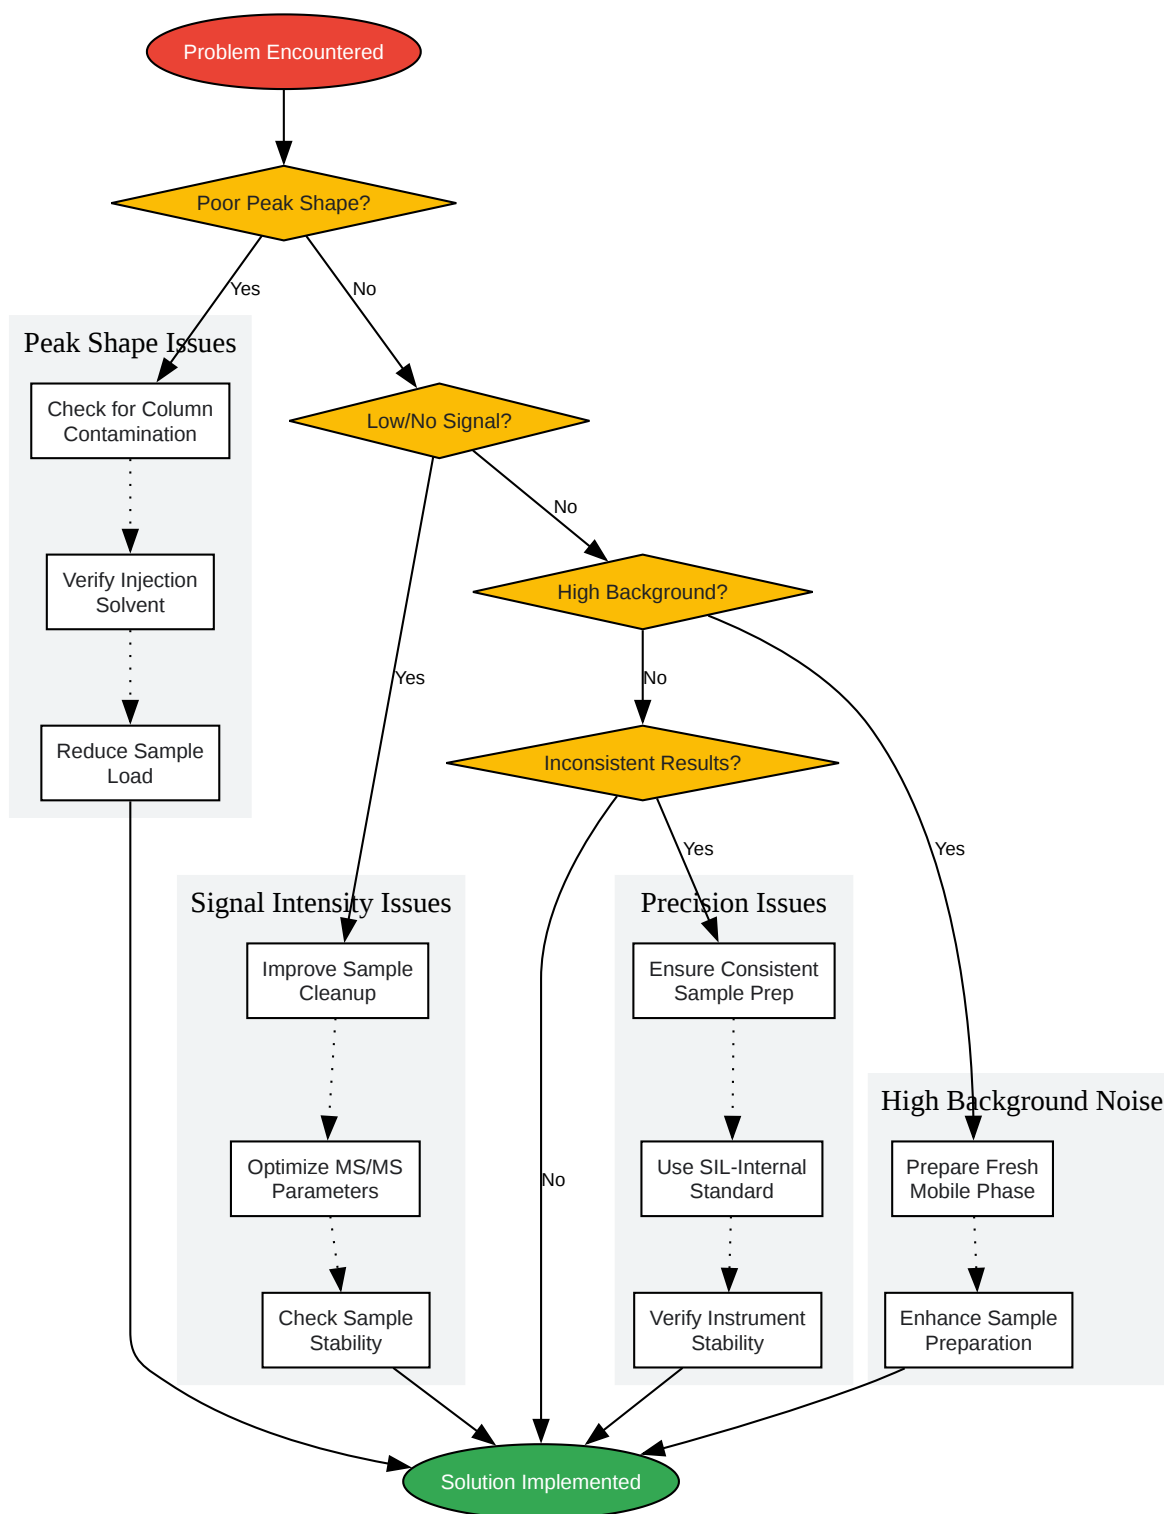 Problem Encountered
Poor Peak Shape?
Yes
No
Peak Shape Issues
Check for Column
Contamination
Low/No Signal?
No
Verify Injection
Solvent
High Background?
Yes
No
Reduce Sample
Load
Inconsistent Results?
Yes
Yes
Signal Intensity Issues
Precision Issues
Improve Sample
Cleanup
Ensure Consistent
Sample Prep
High Background Noise
Optimize MS/MS
Parameters
No
Use SIL-Internal
Standard
Prepare Fresh
Mobile Phase
Check Sample
Stability
Verify Instrument
Stability
Enhance Sample
Preparation
Solution Implemented